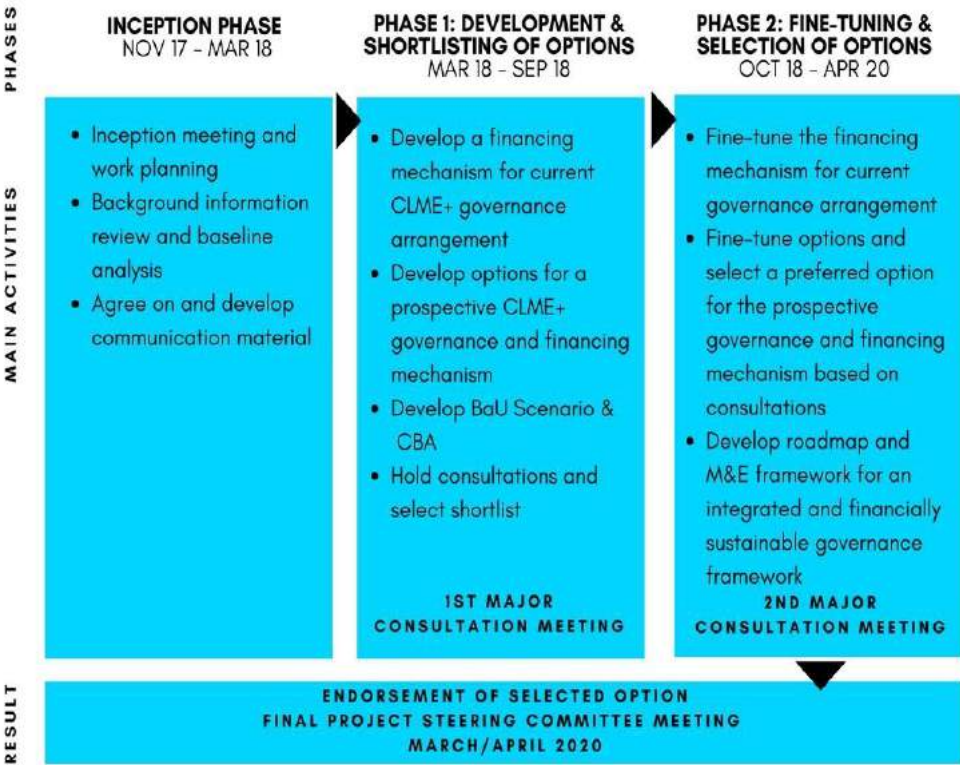 PHASES
INCEPTION PHASE
NOV 17 - MAR 18
PHASE 1: DEVELOPMENT &
SHORTLISTING OF OPTIONS
MAR 18 - SEP 18
PHASE 2: FINE-TUNING &
SELECTION OF OPTIONS
OCT 18 - APR 20
MAIN ACTIVITIES
• Inception meeting and
work planning
• Background information
review and baseline
analysis
• Agree on and develop
communication material
• Develop a financing
mechanism for current
CLME+ governance
arrangement
• Develop options for a
prospective CLME+
governance and financing
mechanism
• Develop BaU Scenario &
CBA
• Hold consultations and
select shortlist
1ST MAJOR
CONSULTATION MEETING
• Fine-tune the financing
mechanism for current
governance arrangement
• Fine-tune options and
select a preferred option
for the prospective
governance and financing
mechanism based on
consultations
• Develop roadmap and
M&E framework for an
integrated and financially
sustainable governance
framework
2ND MAJOR
CONSULTATION MEETING
RESULT
ENDORSEMENT OF SELECTED OPTION
FINAL PROJECT STEERING COMMITTEE MEETING
MARCH/APRIL 2020